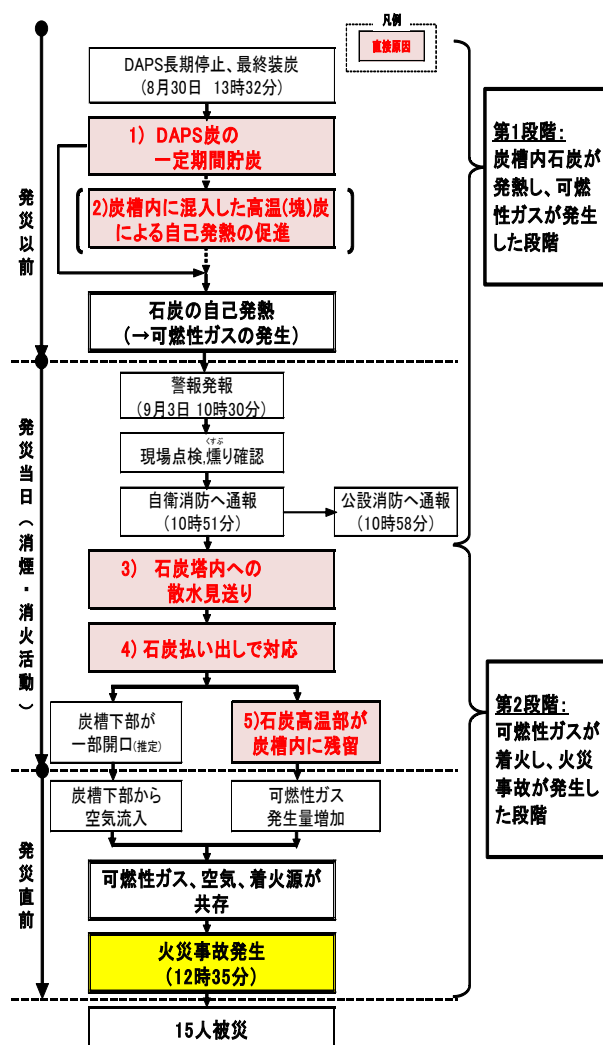 凡例
直接原因
DAPS長期停止、最終装炭
(8月30日 13時32分)
1) DAPS炭の
一定期間貯炭
2)炭槽内に混入した高温(塊)炭
による自己発熱の促進
石炭の自己発熱
(→可燃性ガスの発生)
発災以前
第1段階:
炭槽内石炭が
発熱し、可燃
性ガスが発生
した段階
警報発報
(9月3日 10時30分)
くすぶ
現場点検,燻り確認
自衛消防へ通報
(10時51分)
公設消防へ通報
(10時58分)
3) 石炭塔内への
散水見送り
4) 石炭払い出しで対応
炭槽下部が
一部開口(推定)
5)石炭高温部が
炭槽内に残留
発災当日(消煙・消火活動)
第2段階:
可燃性ガスが
着火し、火災
事故が発生し
た段階
炭槽下部から
空気流入
可燃性ガス
発生量増加
可燃性ガス、空気、着火源が
共存
火災事故発生
(12時35分)
発災直前
15人被災